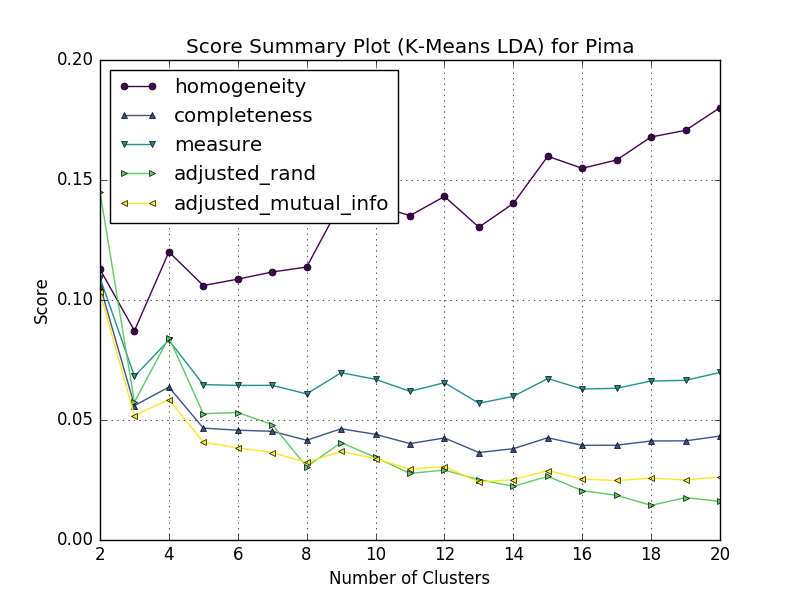 Score Summary Plot (K-Means LDA) for Pima
homogeneity
completeness
measure
adjusted_rand
adjusted_mutual_info
0.20
0.15
0.10
0.05
0.00
Score
2 4 6 8 10 12 14 16 18 20
Number of Clusters